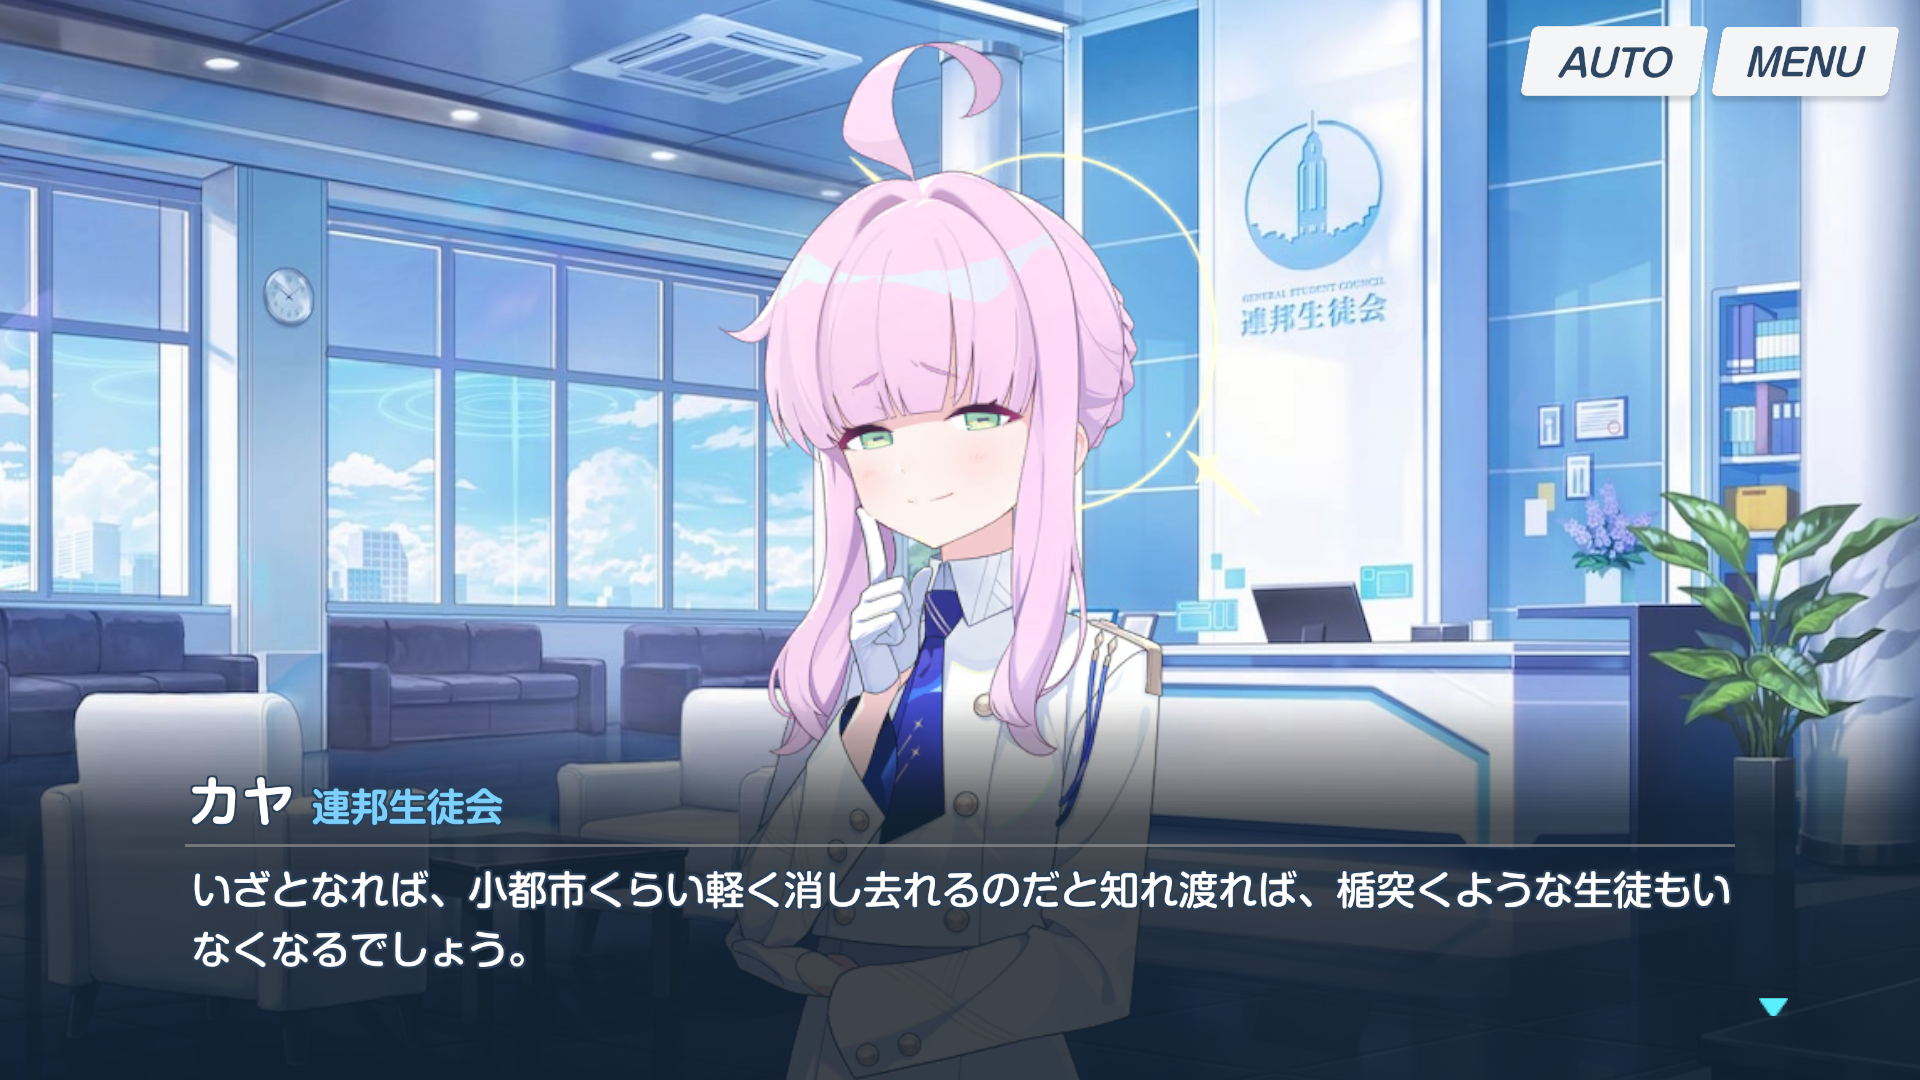 AUTO
MENU
GENERAL STUDENT COUNCIL
連邦生徒会
カヤ 連邦生徒会
いざとなれば、小都市くらい軽く消し去れるのだと知れ渡れば、楯突くような生徒もい
なくなるでしょう。